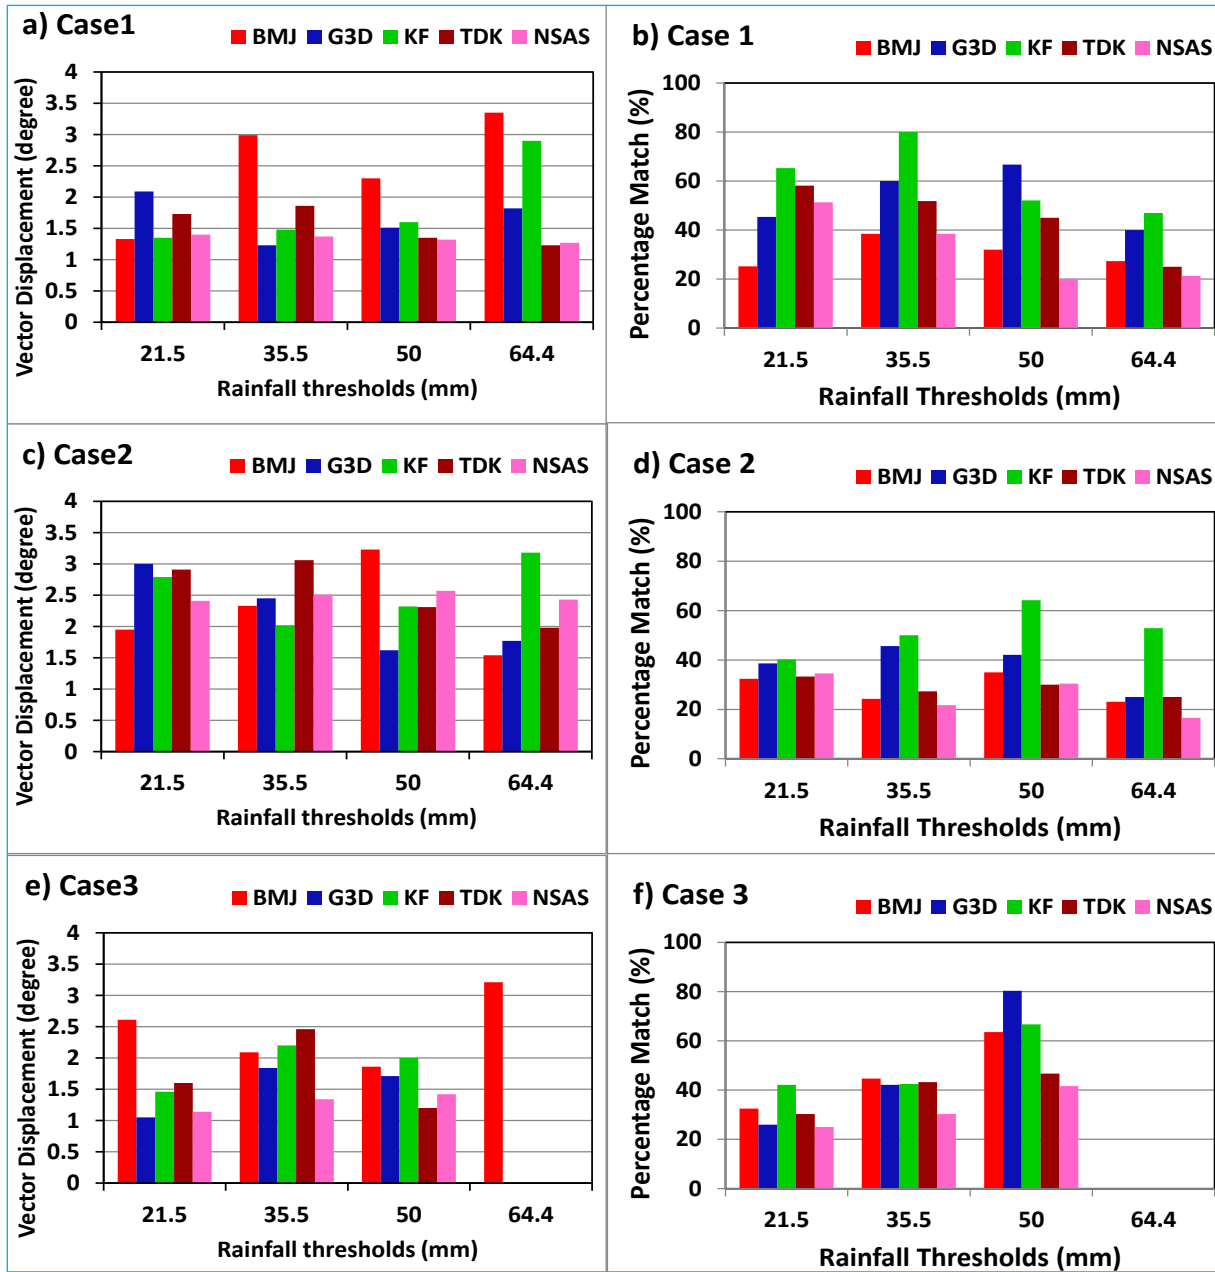 a) Case1
BMJ G3D KF TDK NSAS
Vector Displacement (degree)
4
3.5
3
2.5
2
1.5
1
0.5
0
21.5 35.5 50 64.4
Rainfall thresholds (mm)
b) Case 1
BMJ G3D KF TDK NSAS
Percentage Match (%)
100
80
60
40
20
0
21.5 35.5 50 64.4
Rainfall Thresholds (mm)
c) Case2
BMJ G3D KF TDK NSAS
Vector Displacement (degree)
4
3.5
3
2.5
2
1.5
1
0.5
0
21.5 35.5 50 64.4
Rainfall thresholds (mm)
d) Case 2
BMJ G3D KF TDK NSAS
Percentage Match (%)
100
80
60
40
20
0
21.5 35.5 50 64.4
Rainfall Thresholds (mm)
e) Case3
BMJ G3D KF TDK NSAS
Vector Displacement (degree)
4
3.5
3
2.5
2
1.5
1
0.5
0
21.5 35.5 50 64.4
Rainfall thresholds (mm)
f) Case 3
BMJ G3D KF TDK NSAS
Percentage Match (%)
100
80
60
40
20
0
21.5 35.5 50 64.4
Rainfall Thresholds (mm)